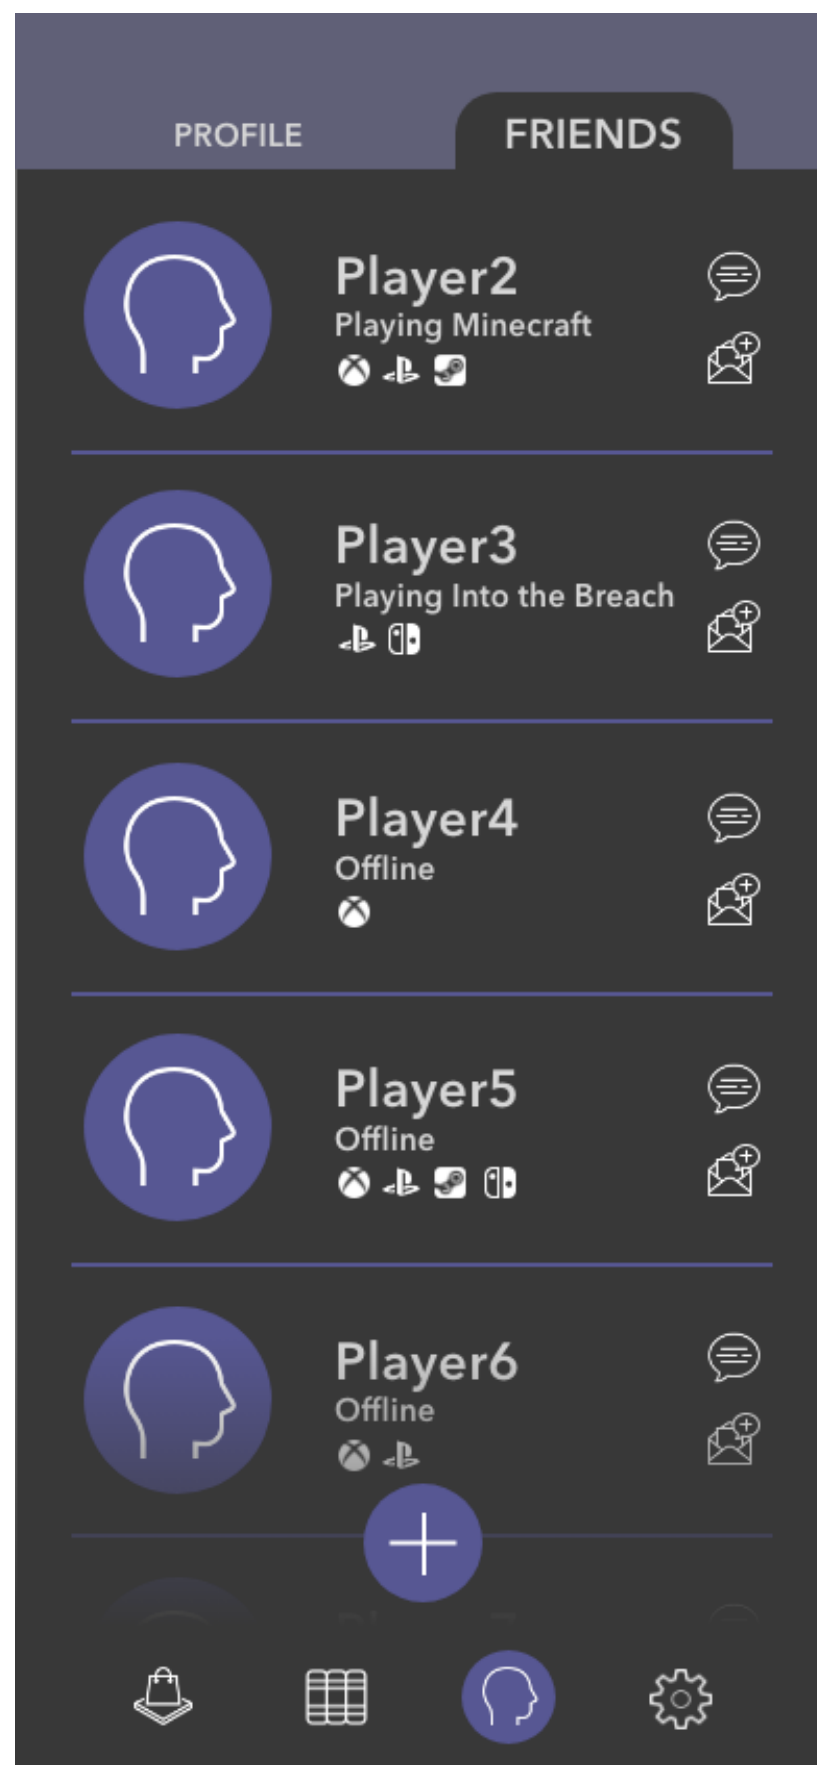 PROFILE
FRIENDS
Player2
Playing Minecraft
Player3
Playing Into the Breach
Player4
Offline
Player5
Offline
Player6
Offline